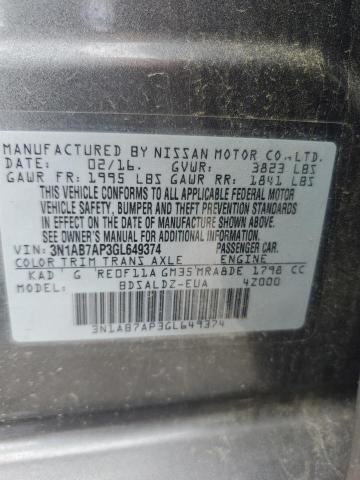 MANUFACTURED BY NISSAN MOTOR CO.,LTD.
DATE: 02/16. GVWR: 3823 LBS
GAWR FR: 1995 LBS GAWR RR: 1841 LBS
THIS VEHICLE CONFORMS TO ALL APPLICABLE FEDERAL MOTOR
VEHICLE SAFETY, BUMPER, AND THEFT PREVENTION STANDARDS
IN EFFECT ON THE DATE OF MANUFACTURE SHOWN ABOVE.
SEE OWNER'S MANUAL FOR ADDITIONAL INFORMATION.
VIN: 3N1AB7AP3GL649374 PASSENGER CAR.
COLOR TRIM TRANS AXLE ENGINE
KAD G RE0F11A GM35 MRA8DE 1798 CC
MODEL BDSALDZ-EUA 4Z000
3N1AB7AP3GL649374